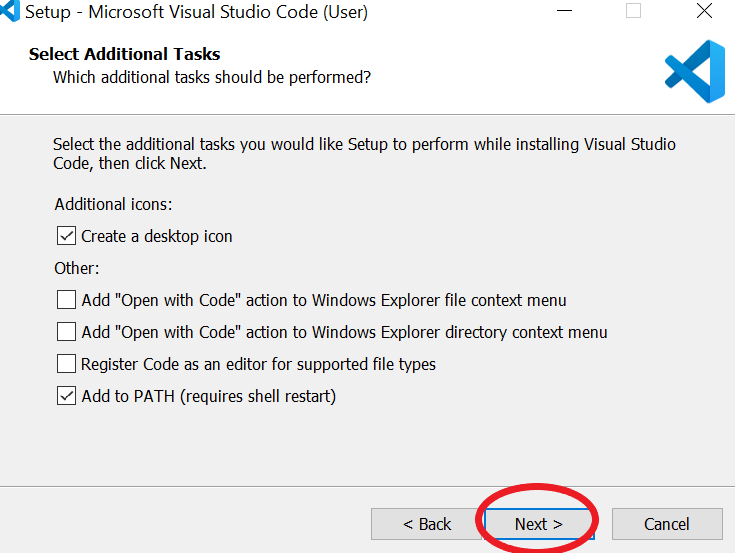 Setup - Microsoft Visual Studio Code (User)
Select Additional Tasks
Which additional tasks should be performed?
Select the additional tasks you would like Setup to perform while installing Visual Studio
Code, then click Next.
Additional icons:
Create a desktop icon
Other:
Add "Open with Code" action to Windows Explorer file context menu
Add "Open with Code" action to Windows Explorer directory context menu
Register Code as an editor for supported file types
Add to PATH (requires shell restart)
< Back Next > Cancel